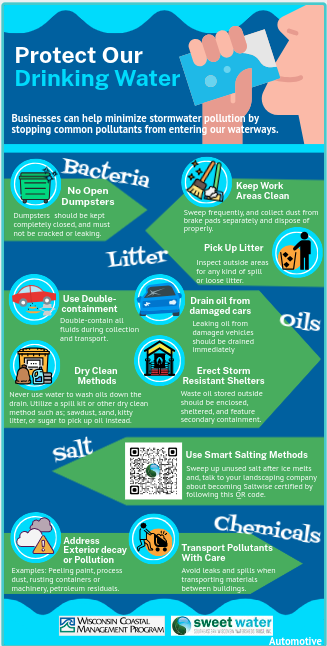 Protect Our
Drinking Water
Businesses can help minimize stormwater pollution by
stopping common pollutants from entering our waterways.
Bacteria
No Open
Dumpsters
Dumpsters should be kept
completely closed, and must
not be cracked or leaking.
Keep Work
Areas Clean
Sweep frequently, and collect dust from
brake pads separately and dispose of
properly.
Litter
Pick Up Litter
Inspect outside areas
for any kind of spill
or loose litter.
Oils
Use Double-
containment
Double-contain all
fluids during collection
and transport.
Drain oil from
damaged cars
Leaking oil from
damaged vehicles
should be drained
immediately
Dry Clean
Methods
Never use water to wash oils down the
drain. Utilize a spill kit or other dry clean
method such as; sawdust, sand, kitty
litter, or sugar to pick up oil instead.
Erect Storm
Resistant Shelters
Waste oil stored outside
should be enclosed,
sheltered, and feature
secondary containment.
Salt
Use Smart Salting Methods
Sweep up unused salt after ice melts
and, talk to your landscaping company
about becoming Saltwise certified by
following this QR code.
Chemicals
Address
Exterior decay
or Pollution
Examples: Peeling paint, process
dust, rusting containers or
machinery, petroleum residuals.
Transport Pollutants
With Care
Avoid leaks and spills when
transporting materials
between buildings.
Wisconsin Coastal
Management Program
sweet water
Automotive